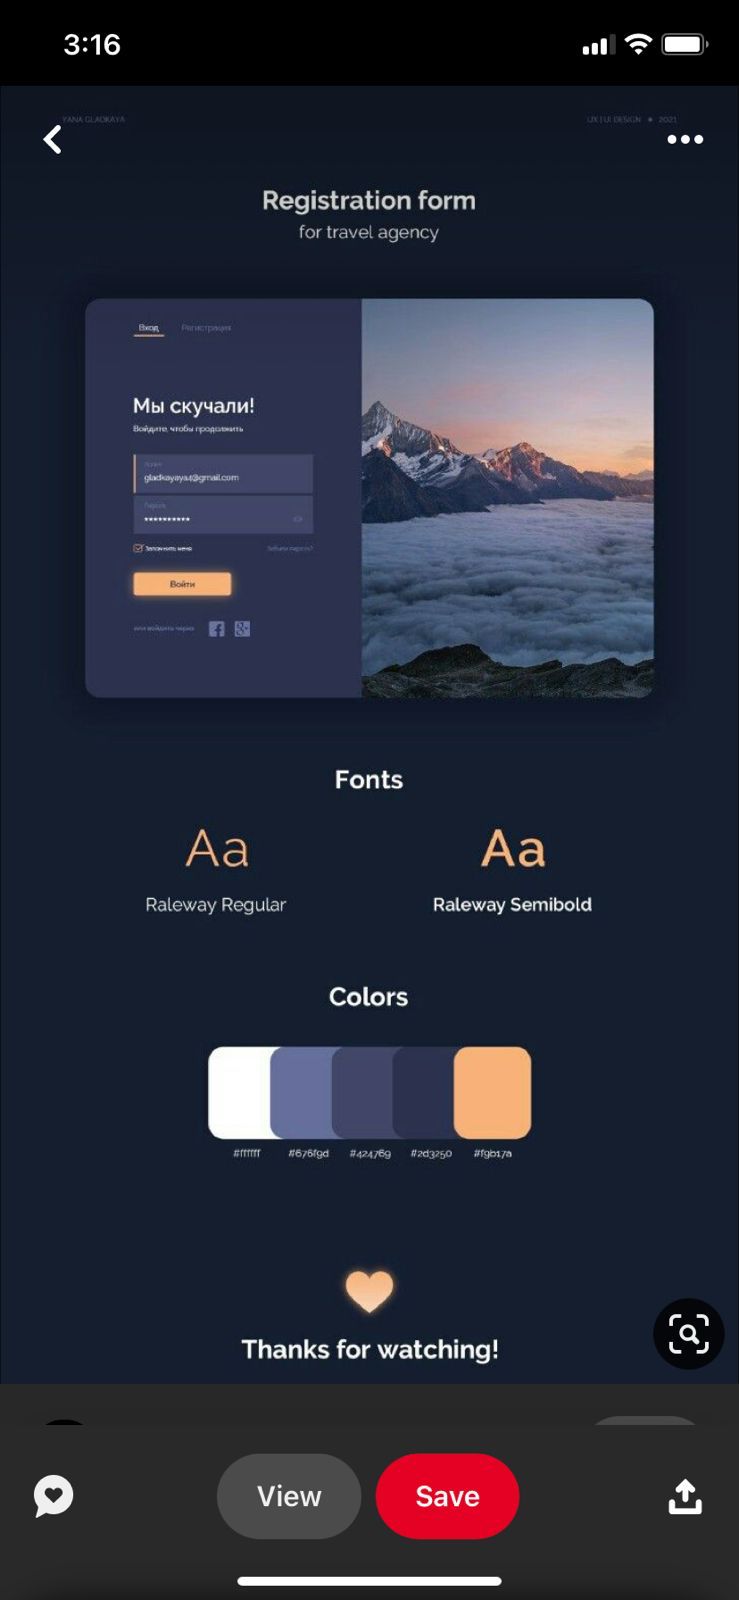 3:16
YANA GLADKAYA
UX | UI DESIGN • 2021
Registration form
for travel agency
Вход Регистрация
Мы скучали!
Войдите, чтобы продолжить
Логин
gladkayaya4@gmail.com
Пароль
**********
Запомнить меня Забыли пароль?
Войти
или войдите через
Fonts
Aa Aa
Raleway Regular Raleway Semibold
Colors
#ffffff #676f9d #424769 #2d3250 #f9b17a
Thanks for watching!
View Save